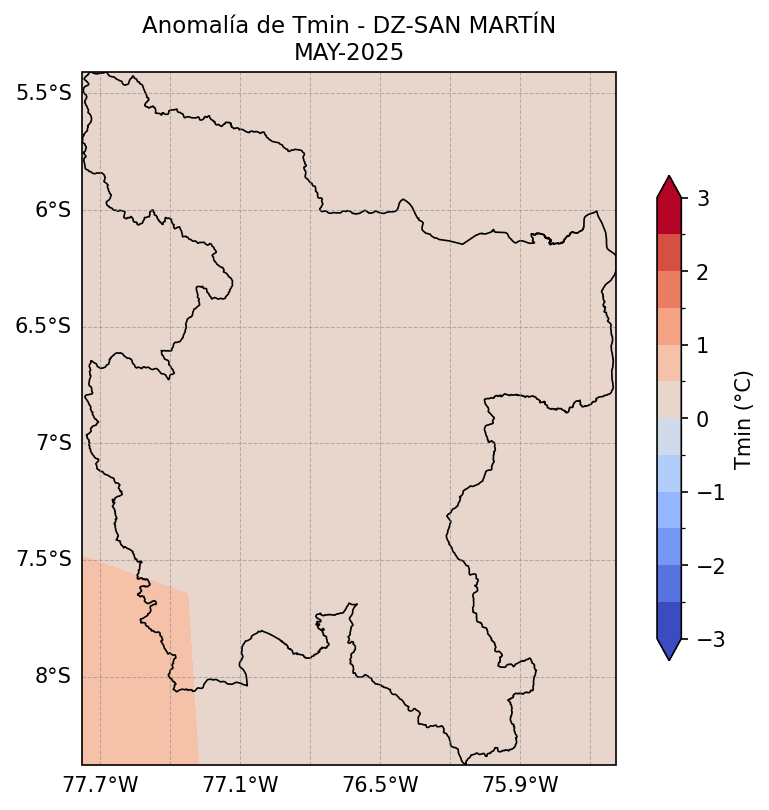 Anomalía de Tmin - DZ-SAN MARTÍN
MAY-2025
5.5°S
6°S
6.5°S
7°S
7.5°S
8°S
77.7°W
77.1°W
76.5°W
75.9°W
3
2
1
0
−1
−2
−3
Tmin (°C)